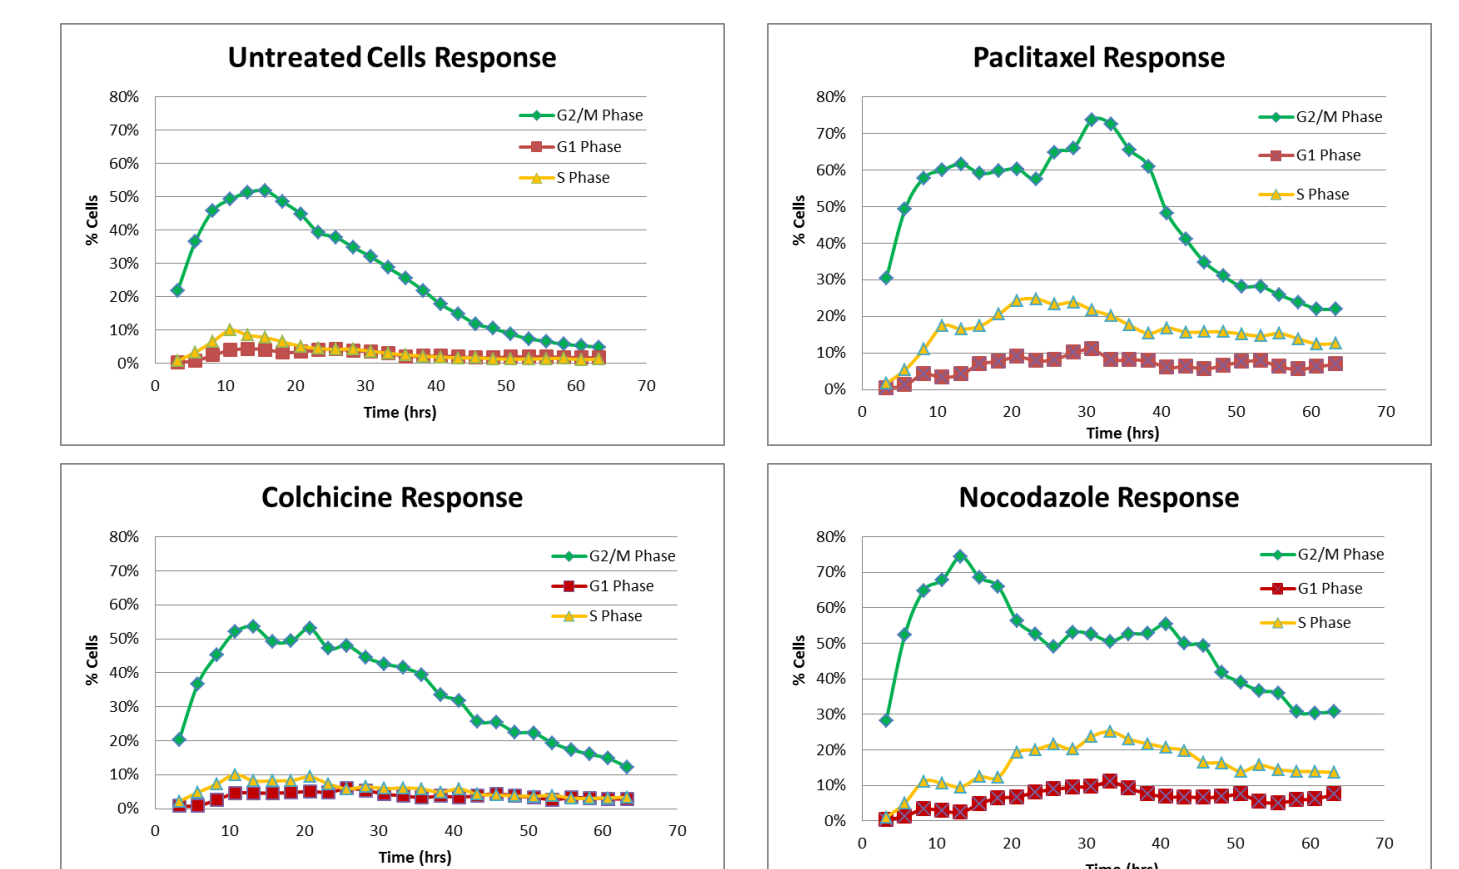 Untreated Cells Response
80%
70%
60%
50%
40%
30%
20%
10%
0%
% Cells
G2/M Phase
G1 Phase
S Phase
0 10 20 30 40 50 60 70
Time (hrs)
Paclitaxel Response
80%
70%
60%
50%
40%
30%
20%
10%
0%
% Cells
G2/M Phase
G1 Phase
S Phase
0 10 20 30 40 50 60 70
Time (hrs)
Colchicine Response
80%
70%
60%
50%
40%
30%
20%
10%
0%
% Cells
G2/M Phase
G1 Phase
S Phase
0 10 20 30 40 50 60 70
Time (hrs)
Nocodazole Response
80%
70%
60%
50%
40%
30%
20%
10%
0%
% Cells
G2/M Phase
G1 Phase
S Phase
0 10 20 30 40 50 60 70
Time (hrs)